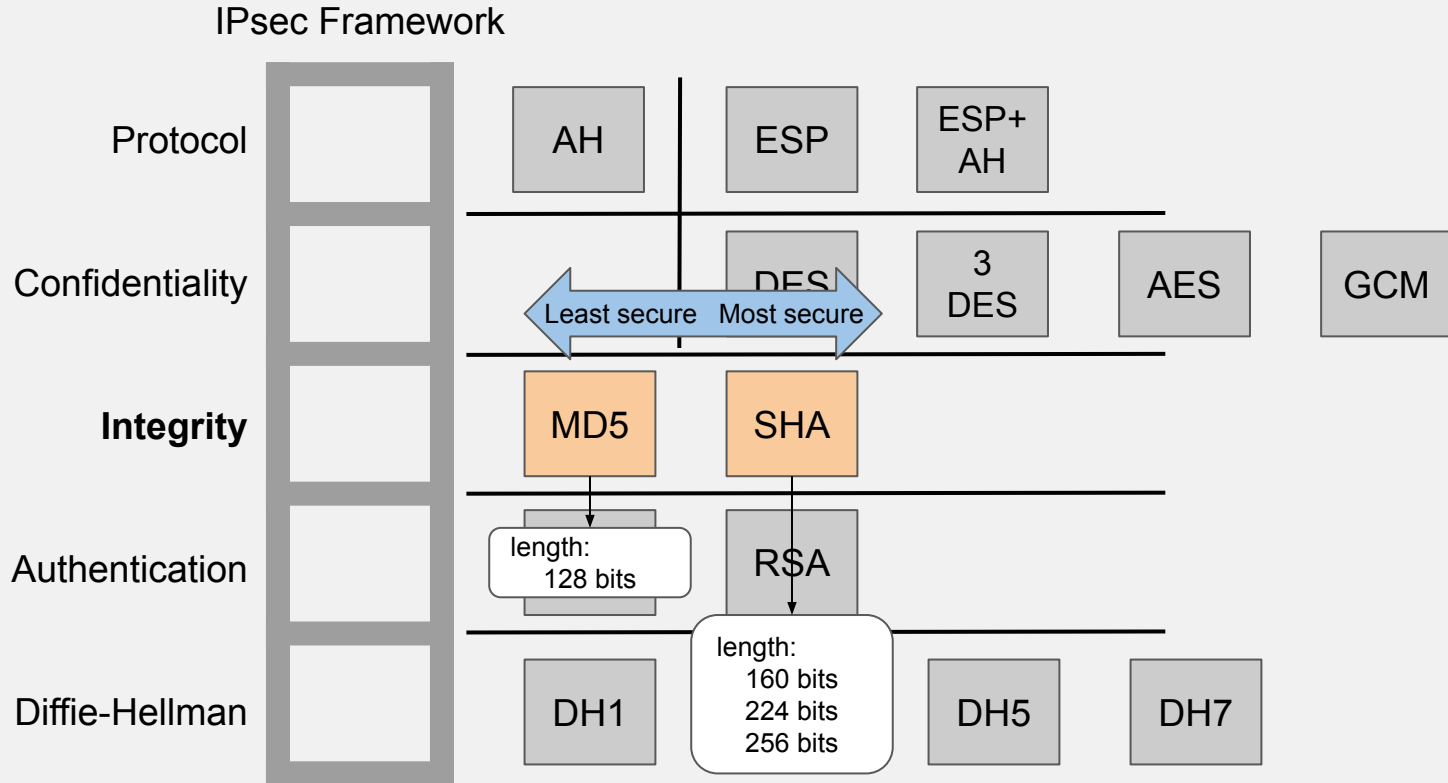 IPsec Framework
Protocol
AH
ESP
ESP+
AH
Confidentiality
DES
3
DES
AES
GCM
Least secure
Most secure
Integrity
MD5
SHA
Authentication
length:
128 bits
RSA
length:
160 bits
224 bits
256 bits
Diffie-Hellman
DH1
DH5
DH7